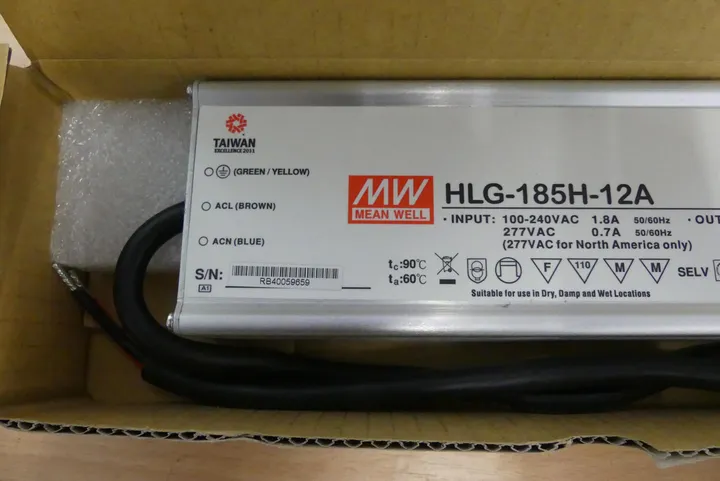 TAIWAN
EXCELLENCE 2011
(GREEN / YELLOW)
ACL (BROWN)
ACN (BLUE)
S/N:
RB40059659
A1
MW
MEAN WELL
HLG-185H-12A
· INPUT: 100-240VAC 1.8A 50/60Hz
277VAC 0.7A 50/60Hz
(277VAC for North America only)
· OUT
tc:90℃
ta:60℃
F
110
M
M
SELV
Suitable for use in Dry, Damp and Wet Locations